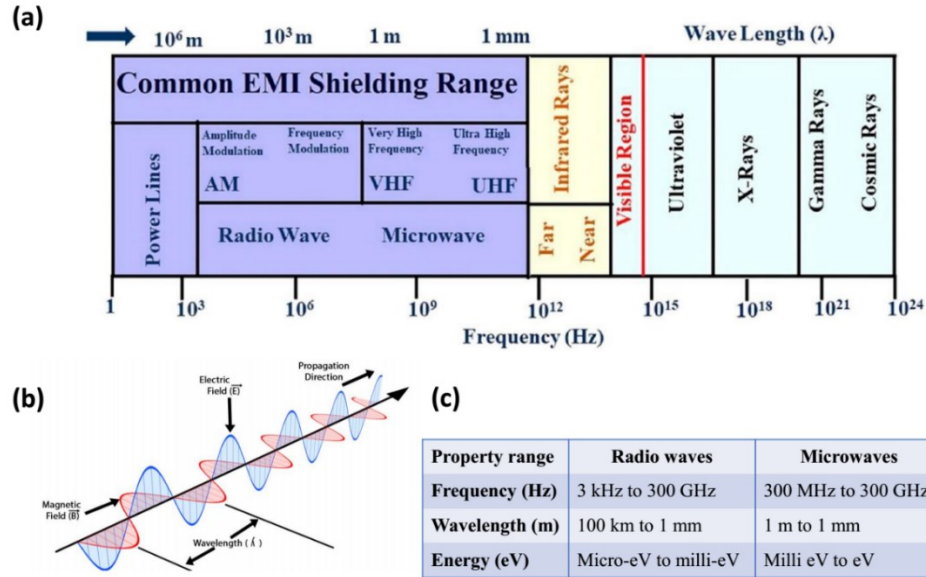 (a)
10⁶ m 10³ m 1 m 1 mm Wave Length (λ)
Common EMI Shielding Range
Power Lines
Amplitude Modulation
AM
Frequency Modulation
Very High Frequency
VHF
Ultra High Frequency
UHF
Radio Wave Microwave
Infrared Rays
Far
Near
Visible Region
Ultraviolet
X-Rays
Gamma Rays
Cosmic Rays
1 10³ 10⁶ 10⁹ 10¹² 10¹⁵ 10¹⁸ 10²¹ 10²⁴
Frequency (Hz)
(b)
Electric
Field (E⃗)
Propagation
Direction
Magnetic
Field (B⃗)
Wavelength (λ)
(c)
Property range Radio waves Microwaves
Frequency (Hz) 3 kHz to 300 GHz 300 MHz to 300 GHz
Wavelength (m) 100 km to 1 mm 1 m to 1 mm
Energy (eV) Micro-eV to milli-eV Milli eV to eV